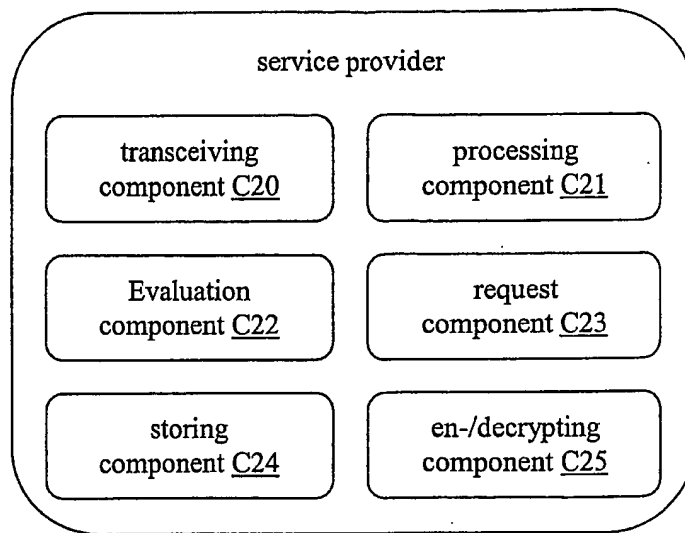 service provider
transceiving
component C20
processing
component C21
Evaluation
component C22
request
component C23
storing
component C24
en-/decrypting
component C25